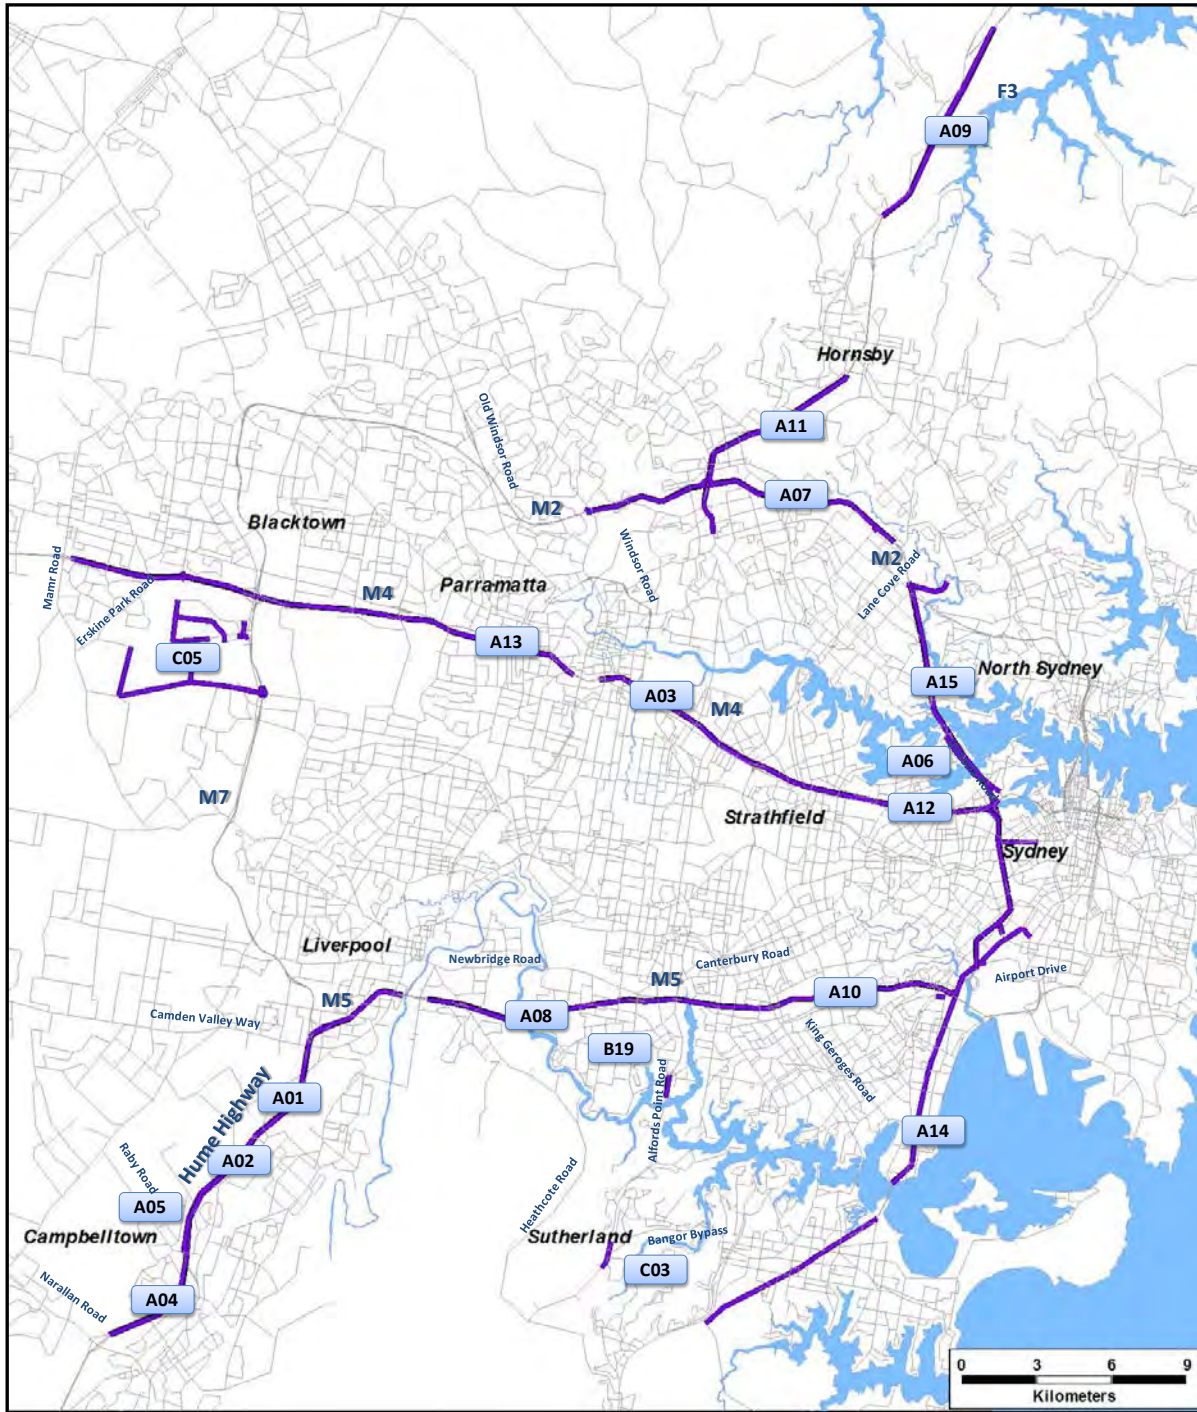 F3
A09
Hornsby
Old Windsor Road
A11
M2
A07
Blacktown
Windsor Road
M2
Mamr Road
Erskine Park Road
M4
Parramatta
Lane Cove Road
A13
C05
A03
M4
A15
North Sydney
A06
M7
Strathfield
A12
Sydney
Liverpool
Newbridge Road
Canterbury Road
M5
M5
A10
Airport Drive
Camden Valley Way
A08
B19
King Geroges Road
Alfords Point Road
A01
Hume Highway
A02
A14
Raby Road
A05
Campbelltown
Heathcote Road
Sutherland
Bangor Bypass
C03
Narallan Road
A04
0 3 6 9
Kilometers